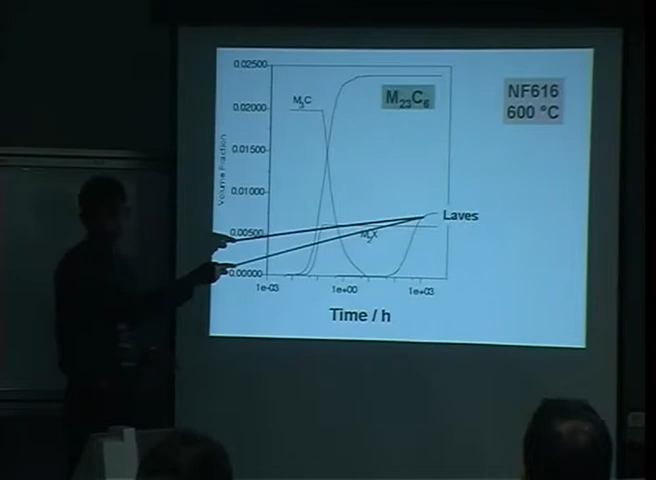 0.02500
M3C
M23C6
NF616
600 °C
0.02000
0.01500
Volume Fraction
0.01000
Laves
0.00500
M2X
0.00000
1e-03
1e+00
1e+03
Time / h